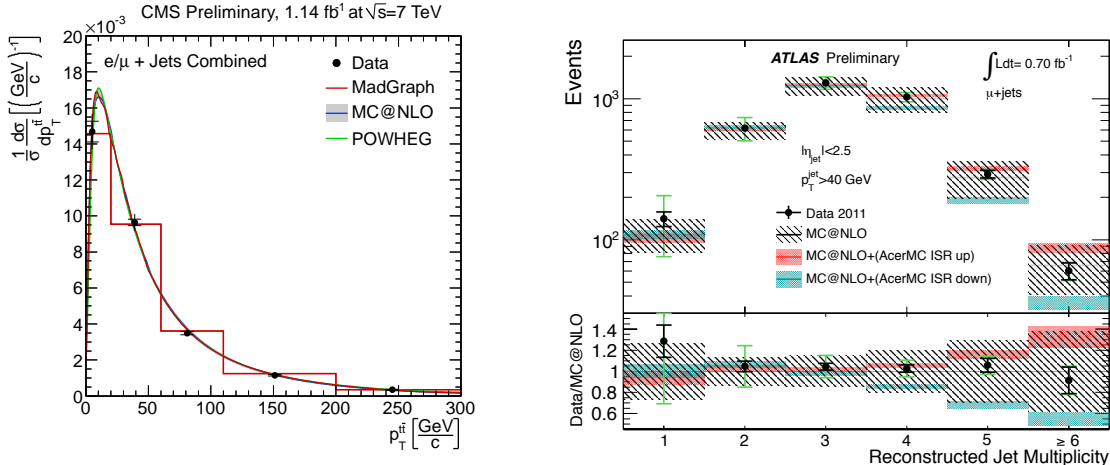 CMS Preliminary, 1.14 fb⁻¹ at √s=7 TeV
×10⁻³
e/μ + Jets Combined
Data
MadGraph
MC@NLO
POWHEG
1/σ dσ/dp_T^tt̄ [(GeV/c)⁻¹]
20
18
16
14
12
10
8
6
4
2
0
0 50 100 150 200 250 300
p_T^tt̄ [GeV/c]
ATLAS Preliminary
∫Ldt= 0.70 fb⁻¹
μ+jets
Events
10³
10²
|η_jet|<2.5
p_T^jet>40 GeV
Data 2011
MC@NLO
MC@NLO+(AcerMC ISR up)
MC@NLO+(AcerMC ISR down)
Data/MC@NLO
1.4
1.2
1
0.8
0.6
1 2 3 4 5 ≥ 6
Reconstructed Jet Multiplicity